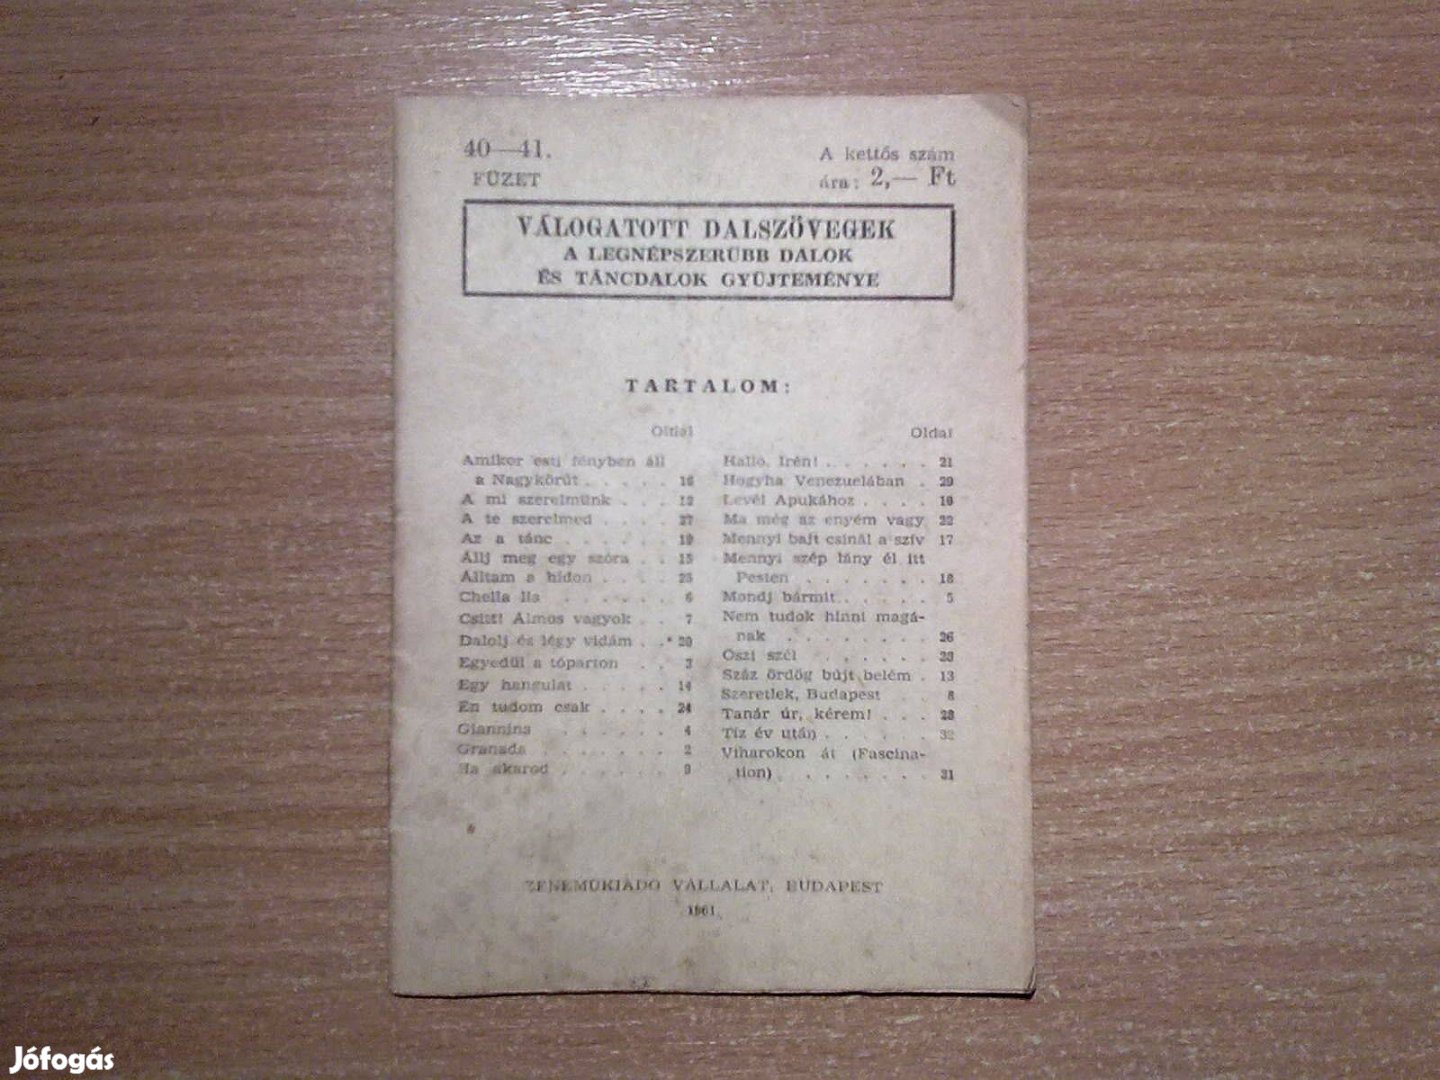 40—41.
FÜZET
A kettős szám
ára: 2,— Ft
VÁLOGATOTT DALSZÖVEGEK
A LEGNÉPSZERÜBB DALOK
ÉS TÁNCDALOK GYÜJTEMÉNYE
TARTALOM:
Oldal
Amikor esti fényben áll
a Nagykörút . . . . . 16
A mi szerelmünk . . . 12
A te szerelmed . . . . 27
Az a tánc . . . . . . 19
Állj meg egy szóra . . 15
Álltam a hídon . . . . 25
Chella lla . . . . . . 6
Csitt! Álmos vagyok . . 7
Dalolj és légy vidám . . 20
Egyedül a tóparton . . 3
Egy hangulat . . . . . 14
Én tudom csak . . . . 24
Giannina . . . . . . 4
Granada . . . . . . . 2
Ha akarod . . . . . . 9
Oldal
Halló, Irén! . . . . . . 21
Hogyha Venezuelában . 29
Levél Apukához . . . . 10
Ma még az enyém vagy 22
Mennyi bajt csinál a szív 17
Mennyi szép lány él itt
Pesten . . . . . . . 18
Mondj bármit . . . . . 5
Nem tudok hinni magá-
nak . . . . . . . . 26
Őszi szél . . . . . .
Száz ördög bújt belém . 13
Szeretlek, Budapest . 8
Tanár úr, kérem! . . . 28
Tíz év után . . . . . 32
Viharokon át (Fascina-
tion) . . . . . . . . 31
ZENEMŰKIADÓ VÁLLALAT, BUDAPEST
1961
Jófogás